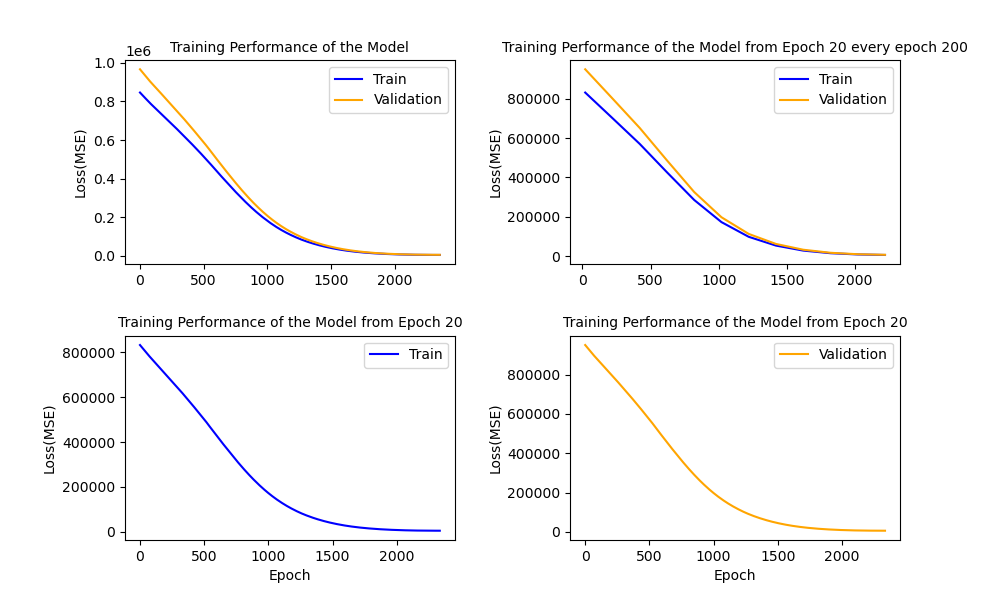 Training Performance of the Model
1e6
Loss(MSE)
1.0
0.8
0.6
0.4
0.2
0.0
0 500 1000 1500 2000
Train
Validation
Training Performance of the Model from Epoch 20 every epoch 200
Loss(MSE)
800000
600000
400000
200000
0
0 500 1000 1500 2000
Train
Validation
Training Performance of the Model from Epoch 20
Loss(MSE)
800000
600000
400000
200000
0
0 500 1000 1500 2000
Epoch
Train
Training Performance of the Model from Epoch 20
Loss(MSE)
800000
600000
400000
200000
0
0 500 1000 1500 2000
Epoch
Validation